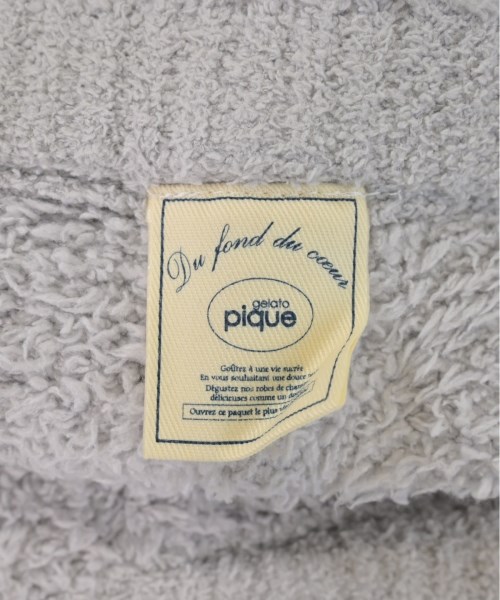 Du fond du cœur
gelato
pique
Goûtez à une vie sucrée
En vous souhaitant une douce
Dégustez nos robes de
délicieuses comme un
Ouvrez ce paquet le plus